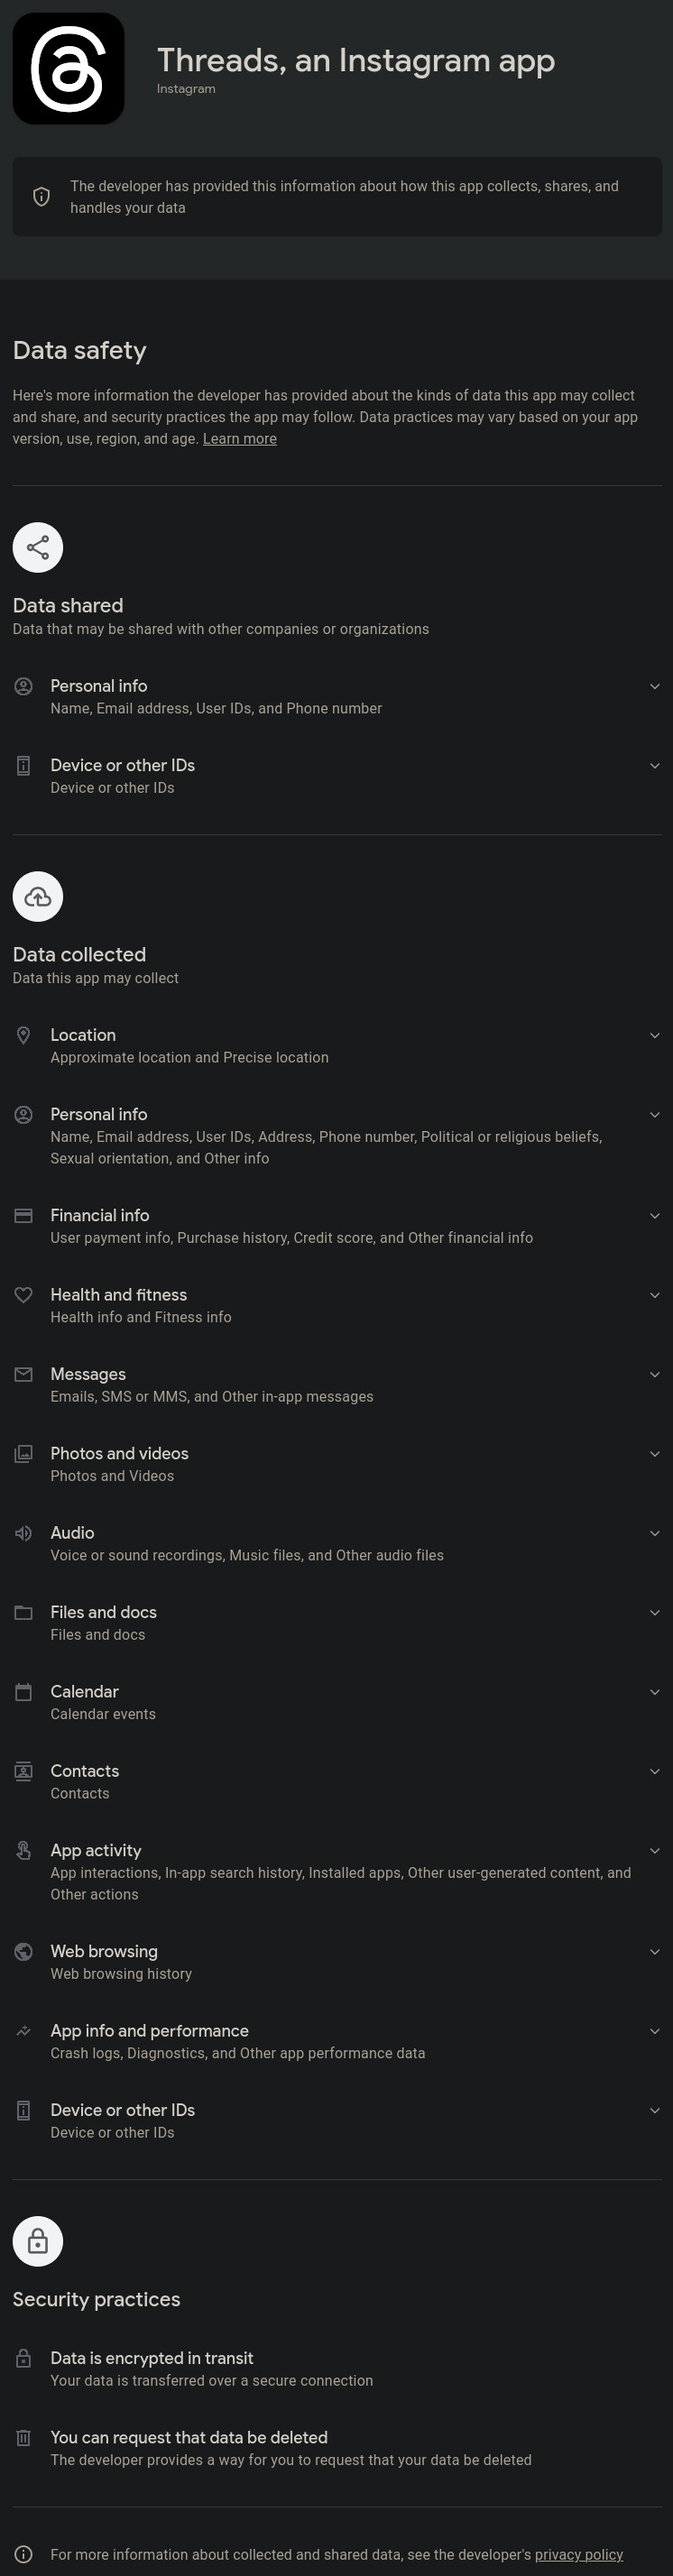 Threads, an Instagram app
Instagram
The developer has provided this information about how this app collects, shares, and
handles your data
Data safety
Here's more information the developer has provided about the kinds of data this app may collect
and share, and security practices the app may follow. Data practices may vary based on your app
version, use, region, and age. Learn more
Data shared
Data that may be shared with other companies or organizations
Personal info
Name, Email address, User IDs, and Phone number
Device or other IDs
Device or other IDs
Data collected
Data this app may collect
Location
Approximate location and Precise location
Personal info
Name, Email address, User IDs, Address, Phone number, Political or religious beliefs,
Sexual orientation, and Other info
Financial info
User payment info, Purchase history, Credit score, and Other financial info
Health and fitness
Health info and Fitness info
Messages
Emails, SMS or MMS, and Other in-app messages
Photos and videos
Photos and Videos
Audio
Voice or sound recordings, Music files, and Other audio files
Files and docs
Files and docs
Calendar
Calendar events
Contacts
Contacts
App activity
App interactions, In-app search history, Installed apps, Other user-generated content, and
Other actions
Web browsing
Web browsing history
App info and performance
Crash logs, Diagnostics, and Other app performance data
Device or other IDs
Device or other IDs
Security practices
Data is encrypted in transit
Your data is transferred over a secure connection
You can request that data be deleted
The developer provides a way for you to request that your data be deleted
For more information about collected and shared data, see the developer's privacy policy